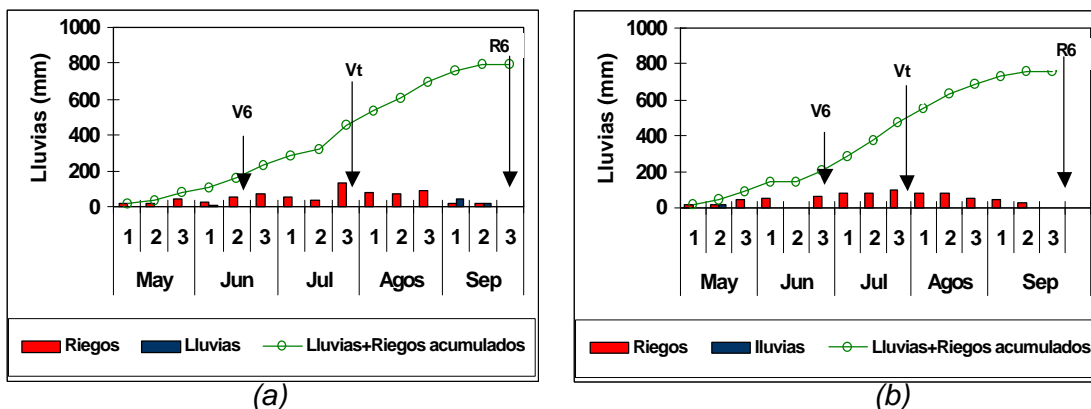 1000
800
600
400
200
0
Lluvias (mm)
V6
Vt
R6
1 2 3 1 2 3 1 2 3 1 2 3 1 2 3
May Jun Jul Agos Sep
Riegos Lluvias Lluvias+Riegos acumulados
(a)
1000
800
600
400
200
0
Lluvias (mm)
V6
Vt
R6
1 2 3 1 2 3 1 2 3 1 2 3 1 2 3
May Jun Jul Agos Sep
Riegos lluvias Lluvias+Riegos acumulados
(b)